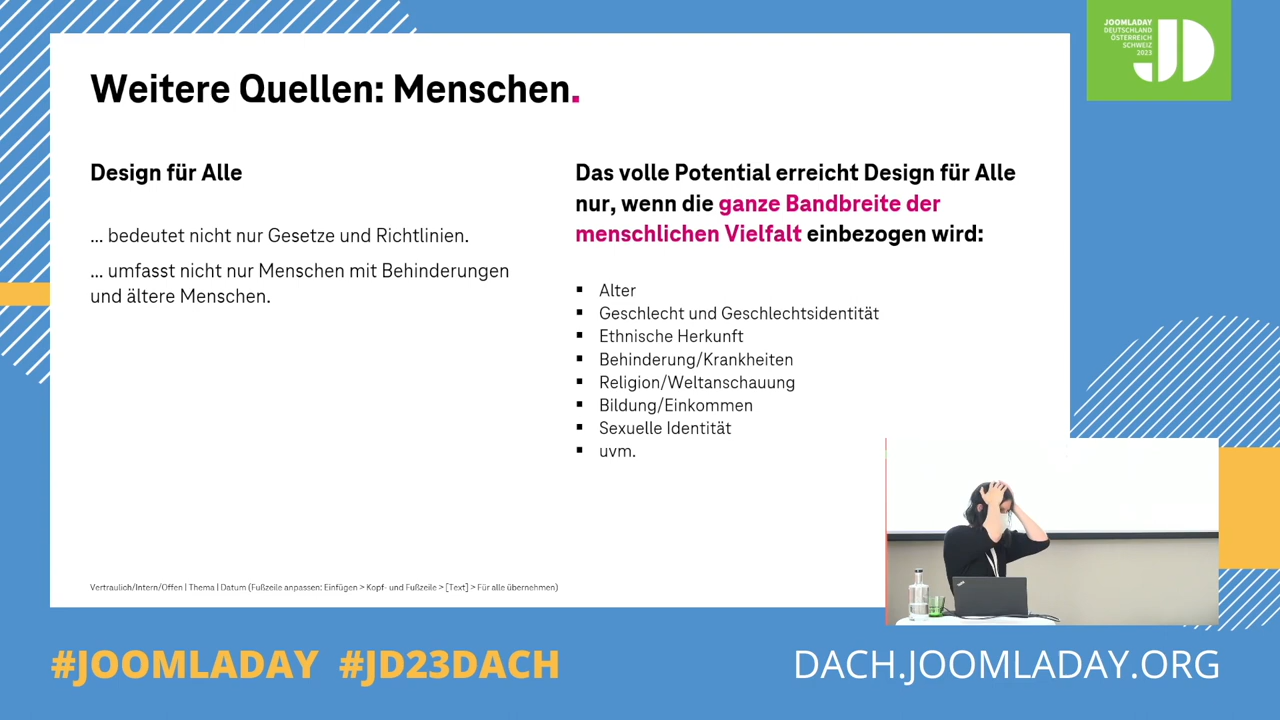 JOOMLADAY
DEUTSCHLAND
ÖSTERREICH
SCHWEIZ
2023
JD
Weitere Quellen: Menschen.
Design für Alle
... bedeutet nicht nur Gesetze und Richtlinien.
... umfasst nicht nur Menschen mit Behinderungen
und ältere Menschen.
Das volle Potential erreicht Design für Alle
nur, wenn die ganze Bandbreite der
menschlichen Vielfalt einbezogen wird:
▪ Alter
▪ Geschlecht und Geschlechtsidentität
▪ Ethnische Herkunft
▪ Behinderung/Krankheiten
▪ Religion/Weltanschauung
▪ Bildung/Einkommen
▪ Sexuelle Identität
▪ uvm.
Vertraulich/Intern/Offen | Thema | Datum (Fußzeile anpassen: Einfügen > Kopf- und Fußzeile > [Text] > Für alle übernehmen)
#JOOMLADAY #JD23DACH
DACH.JOOMLADAY.ORG